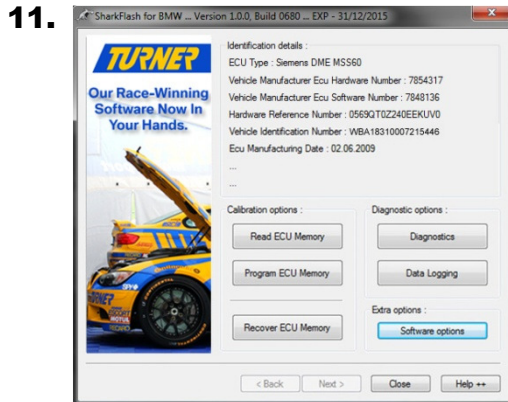 11.
SharkFlash for BMW ... Version 1.0.0, Build 0680 ... EXP - 31/12/2015
TURNER
Our Race-Winning
Software Now In
Your Hands.
Identification details :
ECU Type : Siemens DME MSS60
Vehicle Manufacturer Ecu Hardware Number : 7854317
Vehicle Manufacturer Ecu Software Number : 7848136
Hardware Reference Number : 0569QT0Z240EEKUV0
Vehicle Identification Number : WBA18310007215446
Ecu Manufacturing Date : 02.06.2009
...
...
Calibration options :
Read ECU Memory
Program ECU Memory
Recover ECU Memory
Diagnostic options :
Diagnostics
Data Logging
Extra options :
Software options
< Back
Next >
Close
Help ++